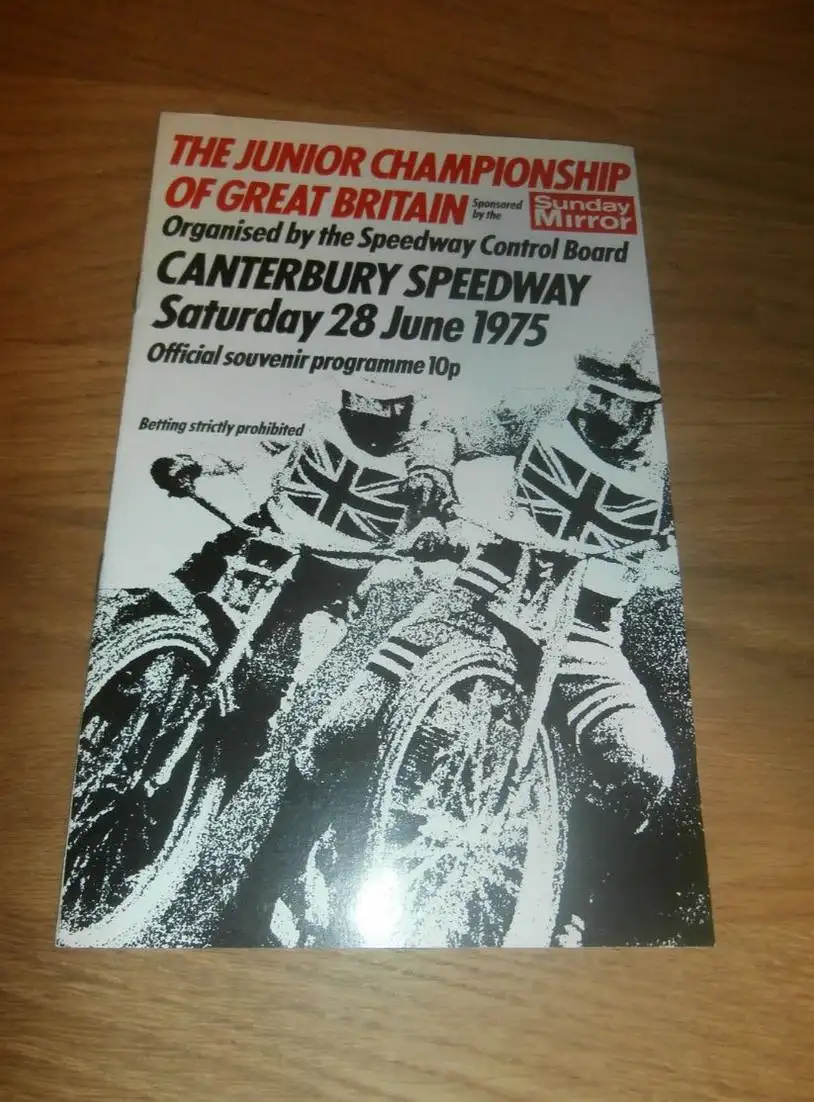 THE JUNIOR CHAMPIONSHIP
OF GREAT BRITAIN
Sponsored
by the
Sunday
Mirror
Organised by the Speedway Control Board
CANTERBURY SPEEDWAY
Saturday 28 June 1975
Official souvenir programme 10p
Betting strictly prohibited